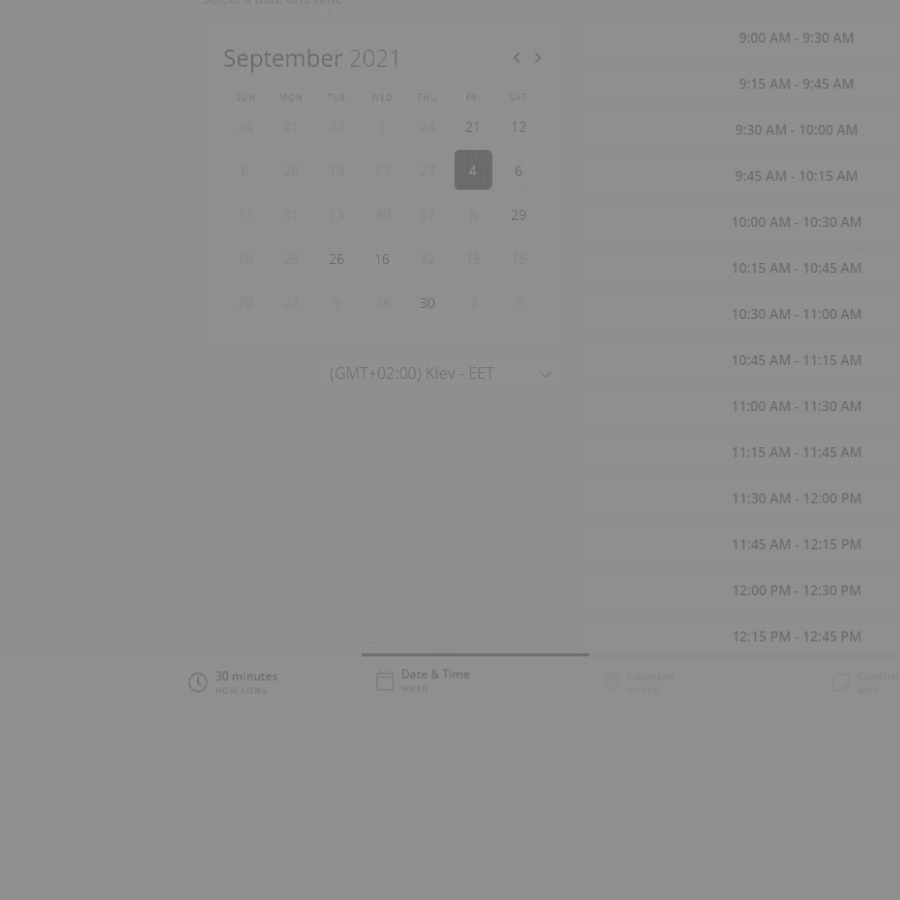 Select a date and time
September 2021
SUN MON TUE WED THU FRI SAT
24 21 22 1 24 21 12
6 28 13 23 27 4 6
11 31 13 30 27 8 29
19 28 26 16 12 15 15
20 22 9 28 30 7 5
(GMT+02:00) Kiev - EET
9:00 AM - 9:30 AM
9:15 AM - 9:45 AM
9:30 AM - 10:00 AM
9:45 AM - 10:15 AM
10:00 AM - 10:30 AM
10:15 AM - 10:45 AM
10:30 AM - 11:00 AM
10:45 AM - 11:15 AM
11:00 AM - 11:30 AM
11:15 AM - 11:45 AM
11:30 AM - 12:00 PM
11:45 AM - 12:15 PM
12:00 PM - 12:30 PM
12:15 PM - 12:45 PM
30 minutes
HOW LONG
Date & Time
WHEN
Location
WHERE
Confirm
WHO